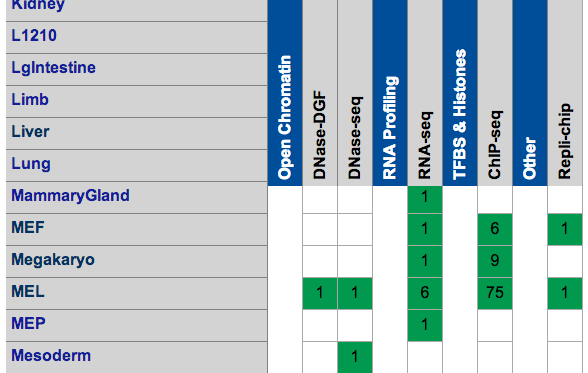 Kidney
L1210
LgIntestine
Limb
Liver
Lung
Open Chromatin
DNase-DGF
DNase-seq
RNA Profiling
RNA-seq
TFBS & Histones
ChIP-seq
Other
Repli-chip
MammaryGland 1
MEF 1 6 1
Megakaryo 1 9
MEL 1 1 6 75 1
MEP 1
Mesoderm 1